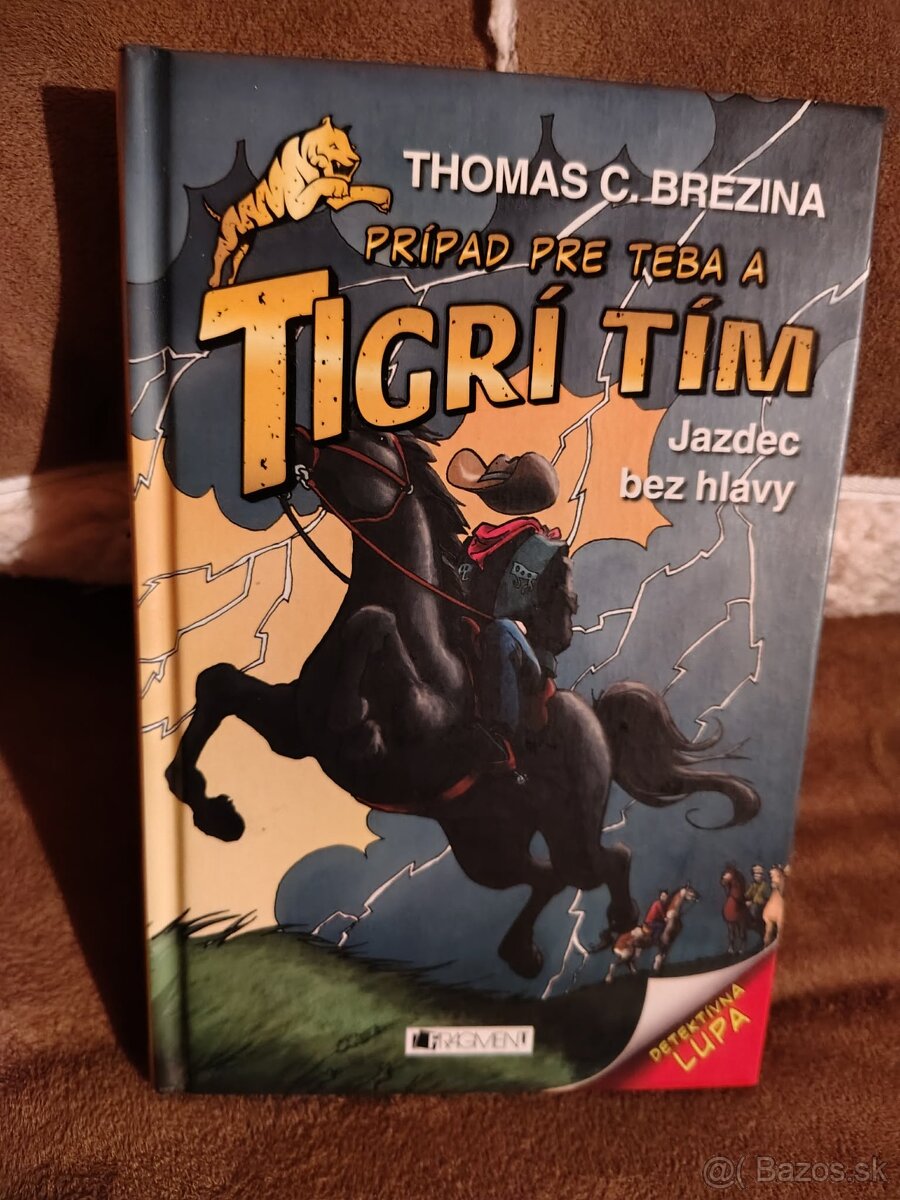 THOMAS C. BREZINA
PRÍPAD PRE TEBA A
TIGRÍ TÍM
Jazdec
bez hlavy
FRAGMENT
DETEKTÍVNA
LUPA
@( Bazos.sk